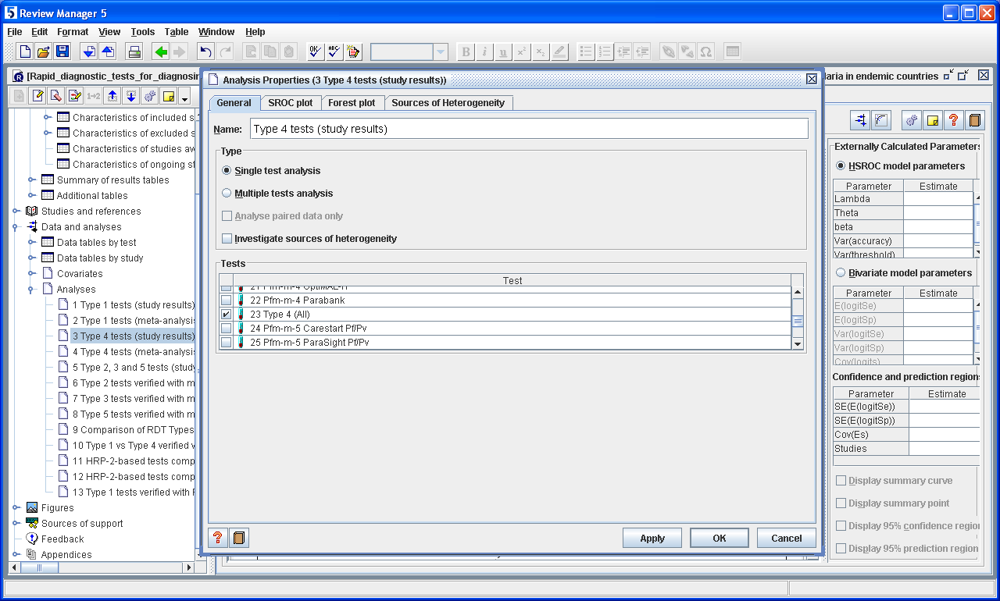 Review Manager 5
File Edit Format View Tools Table Window Help
OK ABC
B i u x² x₂ Ω
[Rapid_diagnostic_tests_for_diagnosin
laria in endemic countries
1→2
Characteristics of included s
Characteristics of excluded s
Characteristics of studies aw
Characteristics of ongoing st
Summary of results tables
Additional tables
Studies and references
Data and analyses
Data tables by test
Data tables by study
Covariates
Analyses
1 Type 1 tests (study results)
2 Type 1 tests (meta-analysis
3 Type 4 tests (study results)
4 Type 4 tests (meta-analysis
5 Type 2, 3 and 5 tests (study
6 Type 2 tests verified with m
7 Type 3 tests verified with m
8 Type 5 tests verified with m
9 Comparison of RDT Types
10 Type 1 vs Type 4 verified v
11 HRP-2-based tests comp
12 HRP-2-based tests comp
13 Type 1 tests verified with F
Figures
Sources of support
Feedback
Appendices
Analysis Properties (3 Type 4 tests (study results))
General SROC plot Forest plot Sources of Heterogeneity
Name: Type 4 tests (study results)
Type
Single test analysis
Multiple tests analysis
Analyse paired data only
Investigate sources of heterogeneity
Tests
Test
21 Pfm-m-4 OptiMAL-IT
22 Pfm-m-4 Parabank
23 Type 4 (All)
24 Pfm-m-5 Carestart Pf/Pv
25 Pfm-m-5 ParaSight Pf/Pv
? Apply OK Cancel
?
Externally Calculated Parameters
HSROC model parameters
Parameter Estimate
Lambda
Theta
beta
Var(accuracy)
Var(threshold)
Bivariate model parameters
Parameter Estimate
E(logitSe)
E(logitSp)
Var(logitSe)
Var(logitSp)
Cov(logits)
Confidence and prediction region
Parameter Estimate
SE(E(logitSe))
SE(E(logitSp))
Cov(Es)
Studies
Display summary curve
Display summary point
Display 95% confidence region
Display 95% prediction region